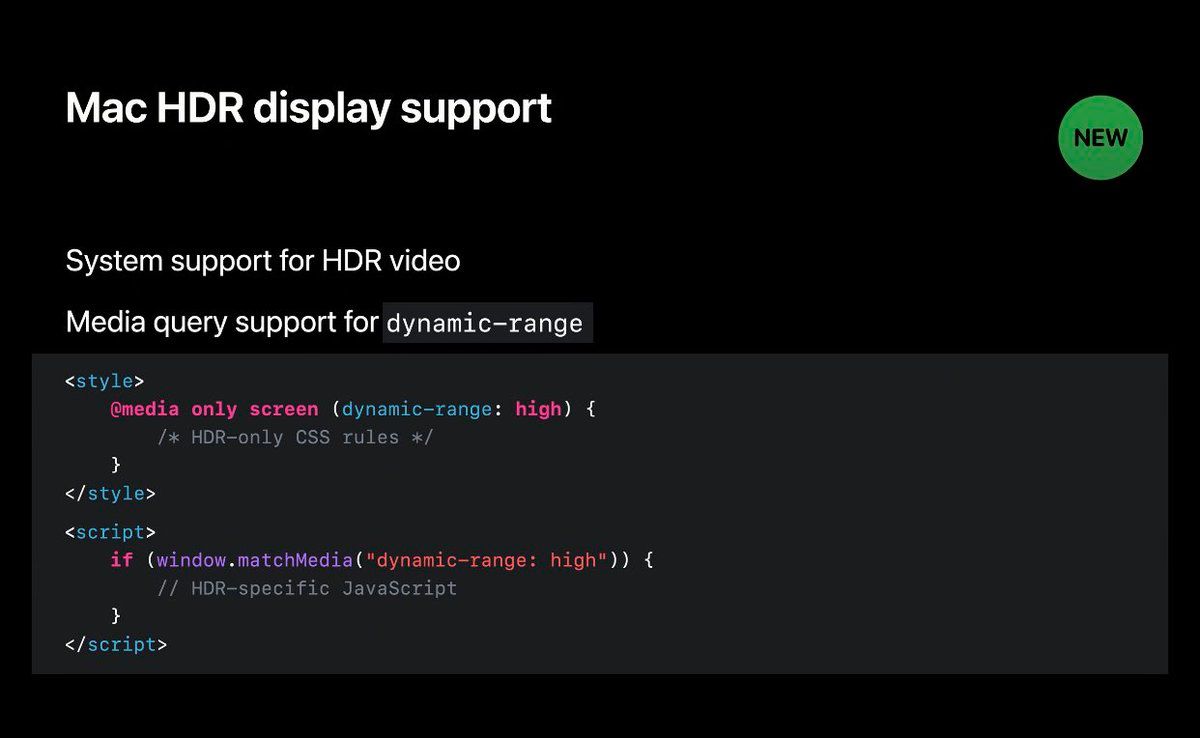 Mac HDR display support
NEW
System support for HDR video
Media query support for dynamic-range
<style>
    @media only screen (dynamic-range: high) {
        /* HDR-only CSS rules */
    }
</style>
<script>
    if (window.matchMedia("dynamic-range: high")) {
        // HDR-specific JavaScript
    }
</script>